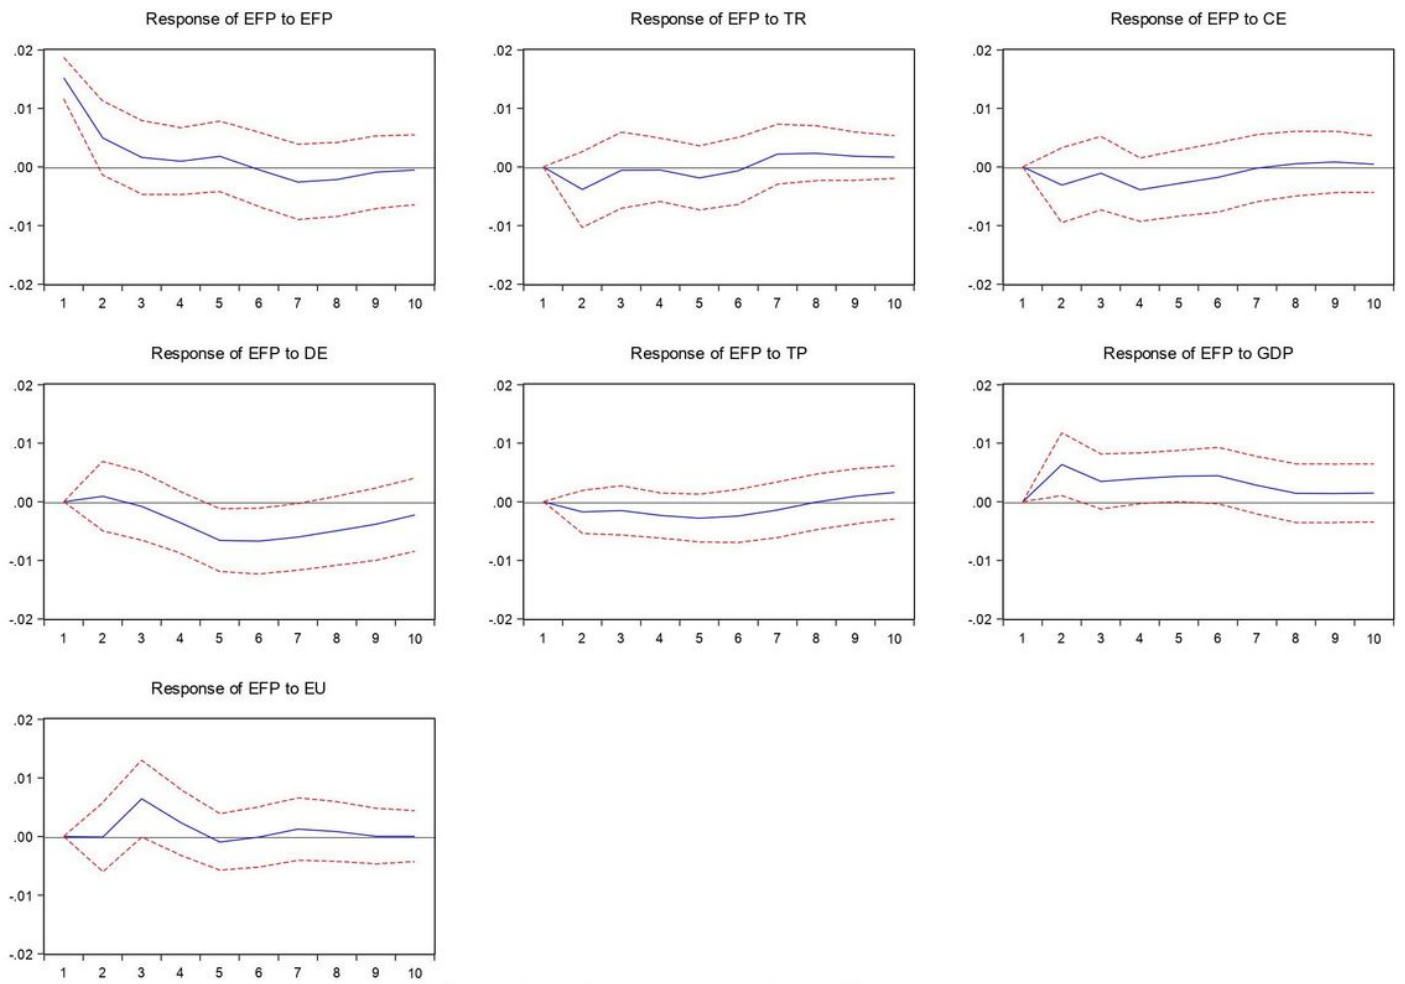 Response of EFP to EFP
Response of EFP to TR
Response of EFP to CE
.02
.01
.00
-.01
-.02
1 2 3 4 5 6 7 8 9 10
.02
.01
.00
-.01
-.02
1 2 3 4 5 6 7 8 9 10
.02
.01
.00
-.01
-.02
1 2 3 4 5 6 7 8 9 10
Response of EFP to DE
Response of EFP to TP
Response of EFP to GDP
.02
.01
.00
-.01
-.02
1 2 3 4 5 6 7 8 9 10
.02
.01
.00
-.01
-.02
1 2 3 4 5 6 7 8 9 10
.02
.01
.00
-.01
-.02
1 2 3 4 5 6 7 8 9 10
Response of EFP to EU
.02
.01
.00
-.01
-.02
1 2 3 4 5 6 7 8 9 10